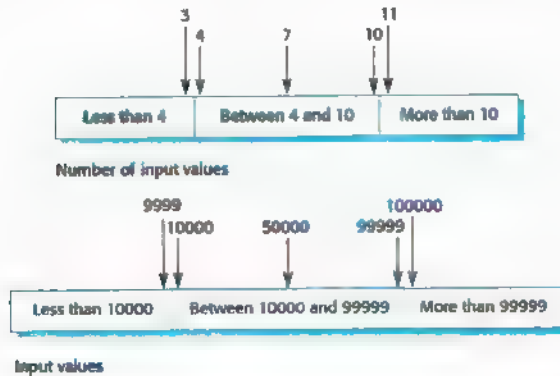 3
11
4
7
10
Less than 4 Between 4 and 10 More than 10
Number of input values
9999
100000
10000
50000
99999
Less than 10000 Between 10000 and 99999 More than 99999
Input values